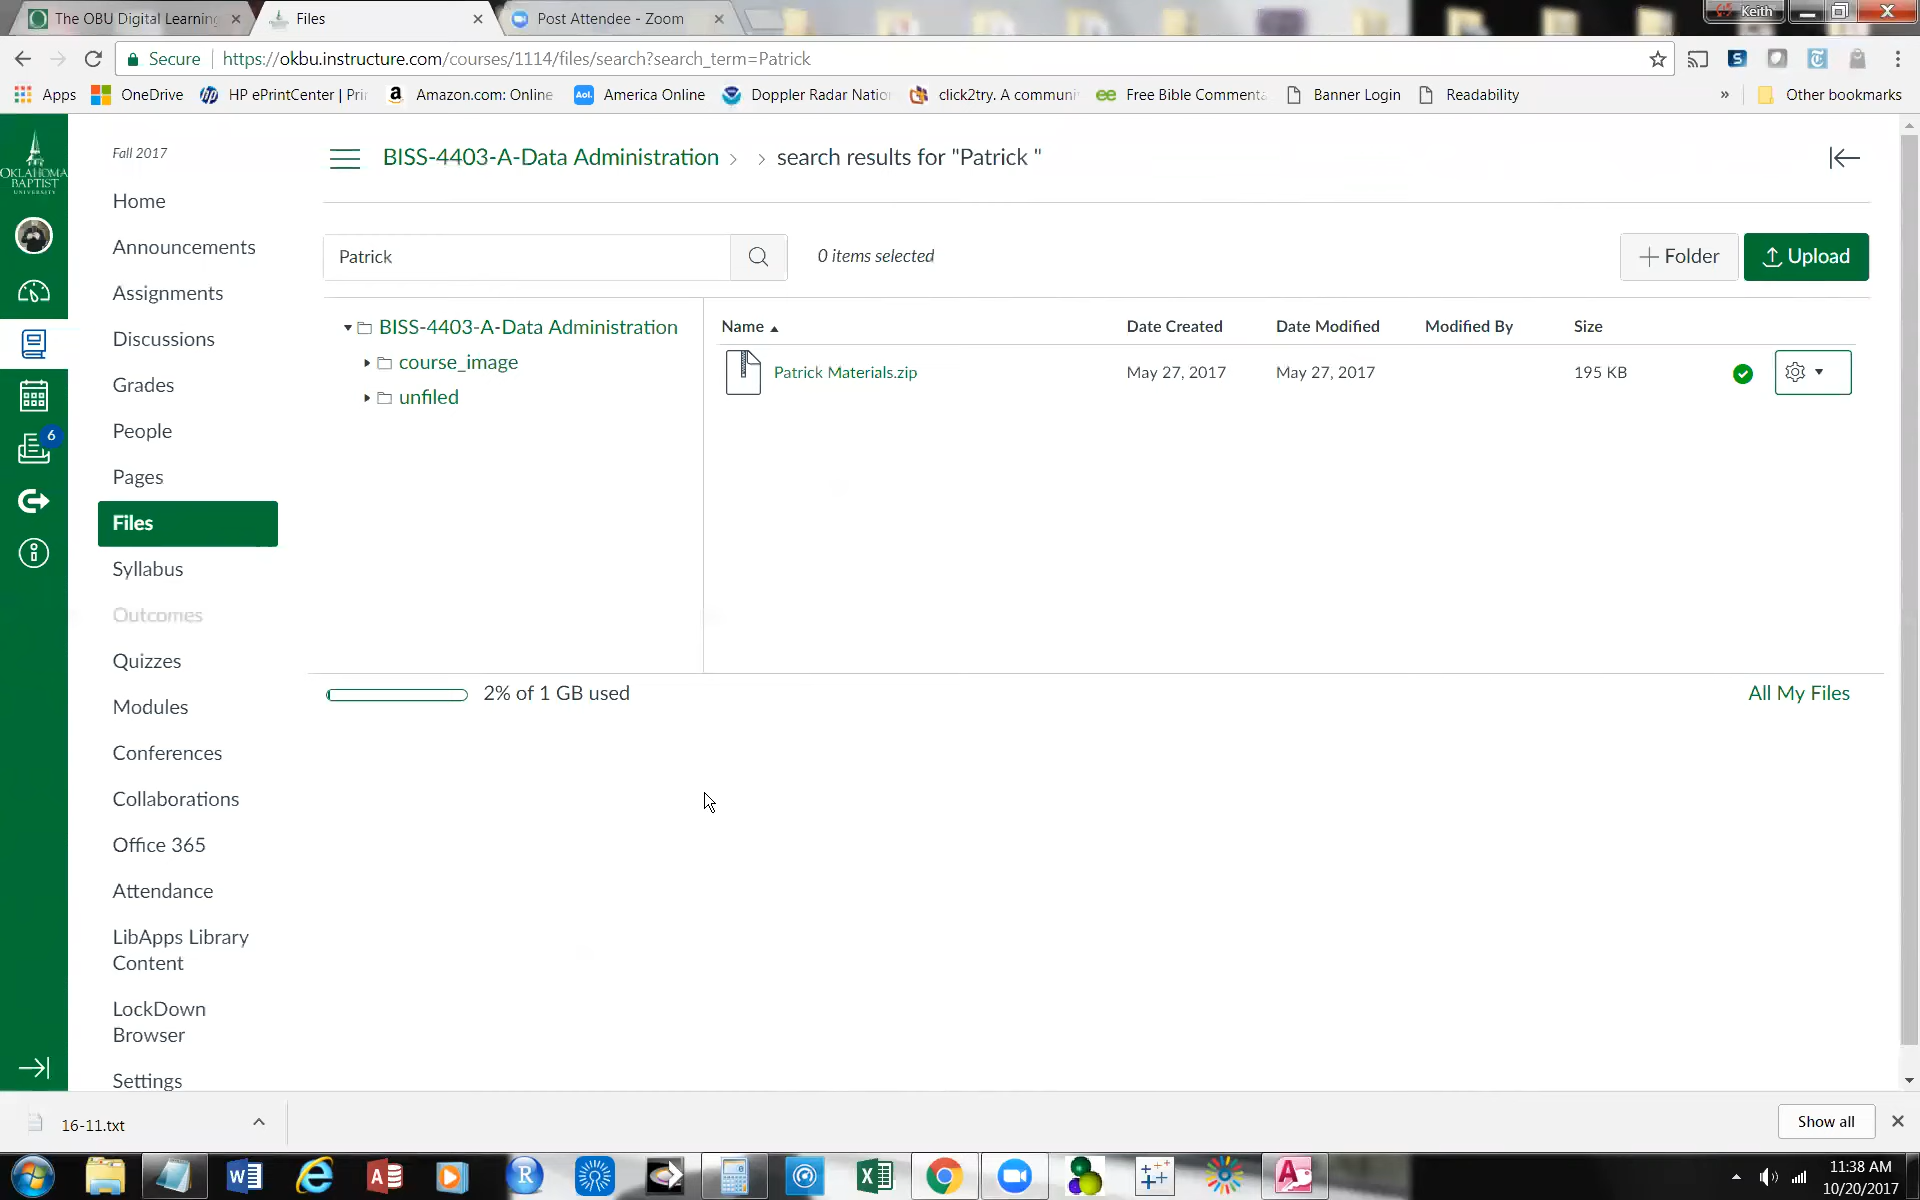 The OBU Digital Learning
Files
Post Attendee - Zoom
Keith
Secure
https://okbu.instructure.com/courses/1114/files/search?search_term=Patrick
Apps
OneDrive
HP ePrintCenter | Pri
Amazon.com: Online
Aol.
America Online
Doppler Radar Natio
click2try. A communi
Free Bible Commenta
Banner Login
Readability
»
Other bookmarks
OKLAHOMA
BAPTIST
UNIVERSITY
6
Fall 2017
Home
Announcements
Assignments
Discussions
Grades
People
Pages
Files
Syllabus
Outcomes
Quizzes
Modules
Conferences
Collaborations
Office 365
Attendance
LibApps Library
Content
LockDown
Browser
Settings
BISS-4403-A-Data Administration > > search results for "Patrick "
Patrick
0 items selected
Folder
Upload
BISS-4403-A-Data Administration
course_image
unfiled
Name Date Created Date Modified Modified By Size
Patrick Materials.zip May 27, 2017 May 27, 2017 195 KB
2% of 1 GB used
All My Files
16-11.txt
Show all
11:38 AM
10/20/2017